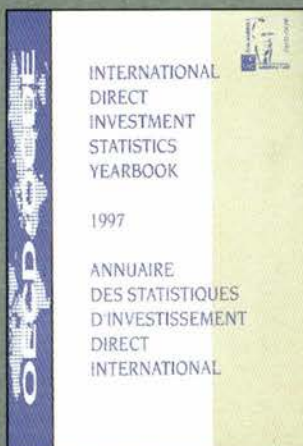 INTERNATIONAL
DIRECT
INVESTMENT
STATISTICS
YEARBOOK
1997
ANNUAIRE
DES STATISTIQUES
D'INVESTISSEMENT
DIRECT
INTERNATIONAL
OECD OCDE